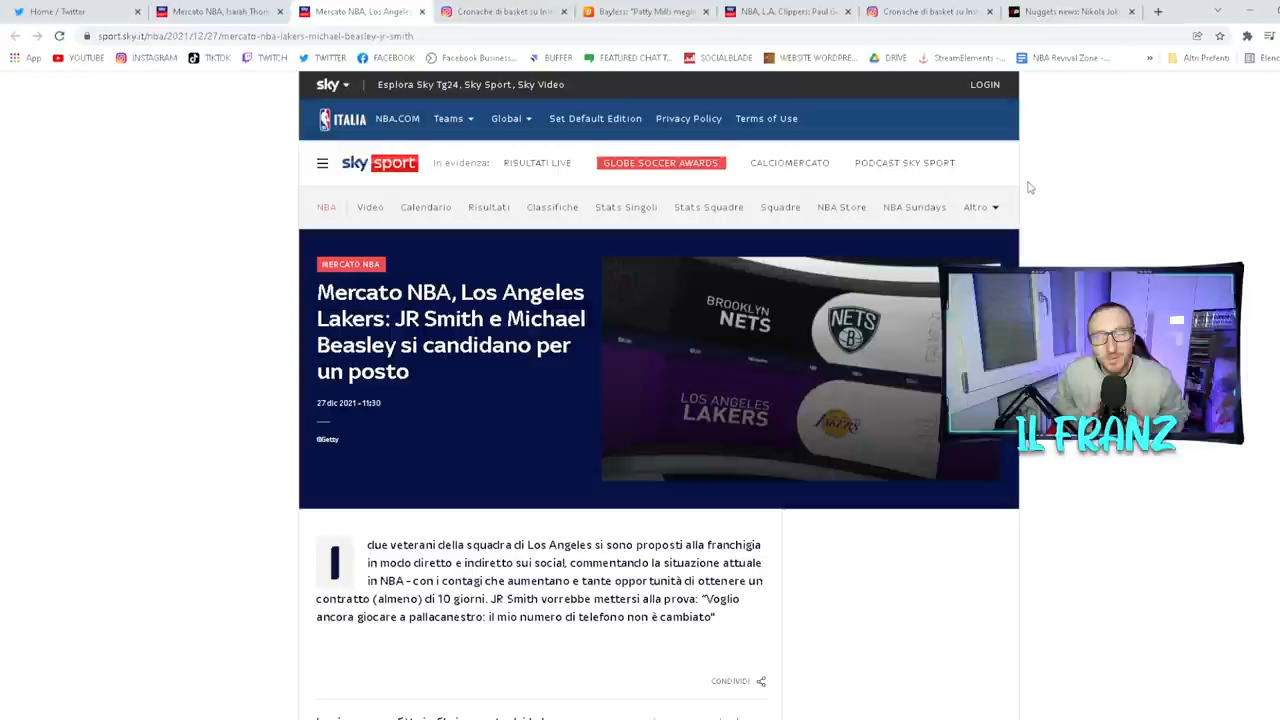 Home / Twitter
Mercato NBA, Isaiah Thom
Mercato NBA, Los Angeles
Cronache di basket su Inst
Bayless: "Patty Mills megli
NBA, L.A. Clippers: Paul G
Cronache di basket su Inst
Nuggets news: Nikola Jok
sport.sky.it/nba/2021/12/27/mercato-nba-lakers-michael-beasley-jr-smith
App YOUTUBE INSTAGRAM TIKTOK TWITCH TWITTER FACEBOOK Facebook Business... BUFFER FEATURED CHAT T... SOCIALBLADE WEBSITE WORDPRE... DRIVE StreamElements -... NBA Revival Zone -... » Altri Preferiti Elenc
sky Esplora Sky Tg24, Sky Sport, Sky Video LOGIN
NBA ITALIA NBA.COM Teams Global Set Default Edition Privacy Policy Terms of Use
sky sport In evidenza: RISULTATI LIVE GLOBE SOCCER AWARDS CALCIOMERCATO PODCAST SKY SPORT
NBA Video Calendario Risultati Classifiche Stats Singoli Stats Squadre Squadre NBA Store NBA Sundays Altro
MERCATO NBA
Mercato NBA, Los Angeles
Lakers: JR Smith e Michael
Beasley si candidano per
un posto
27 dic 2021 - 11:30
©Getty
BROOKLYN
NETS
NETS
LOS ANGELES
LAKERS
LAKERS
IL FRANZ
I due veterani della squadra di Los Angeles si sono proposti alla franchigia
in modo diretto e indiretto sui social, commentando la situazione attuale
in NBA - con i contagi che aumentano e tante opportunità di ottenere un
contratto (almeno) di 10 giorni. JR Smith vorrebbe mettersi alla prova: "Voglio
ancora giocare a pallacanestro: il mio numero di telefono non è cambiato"
CONDIVIDI